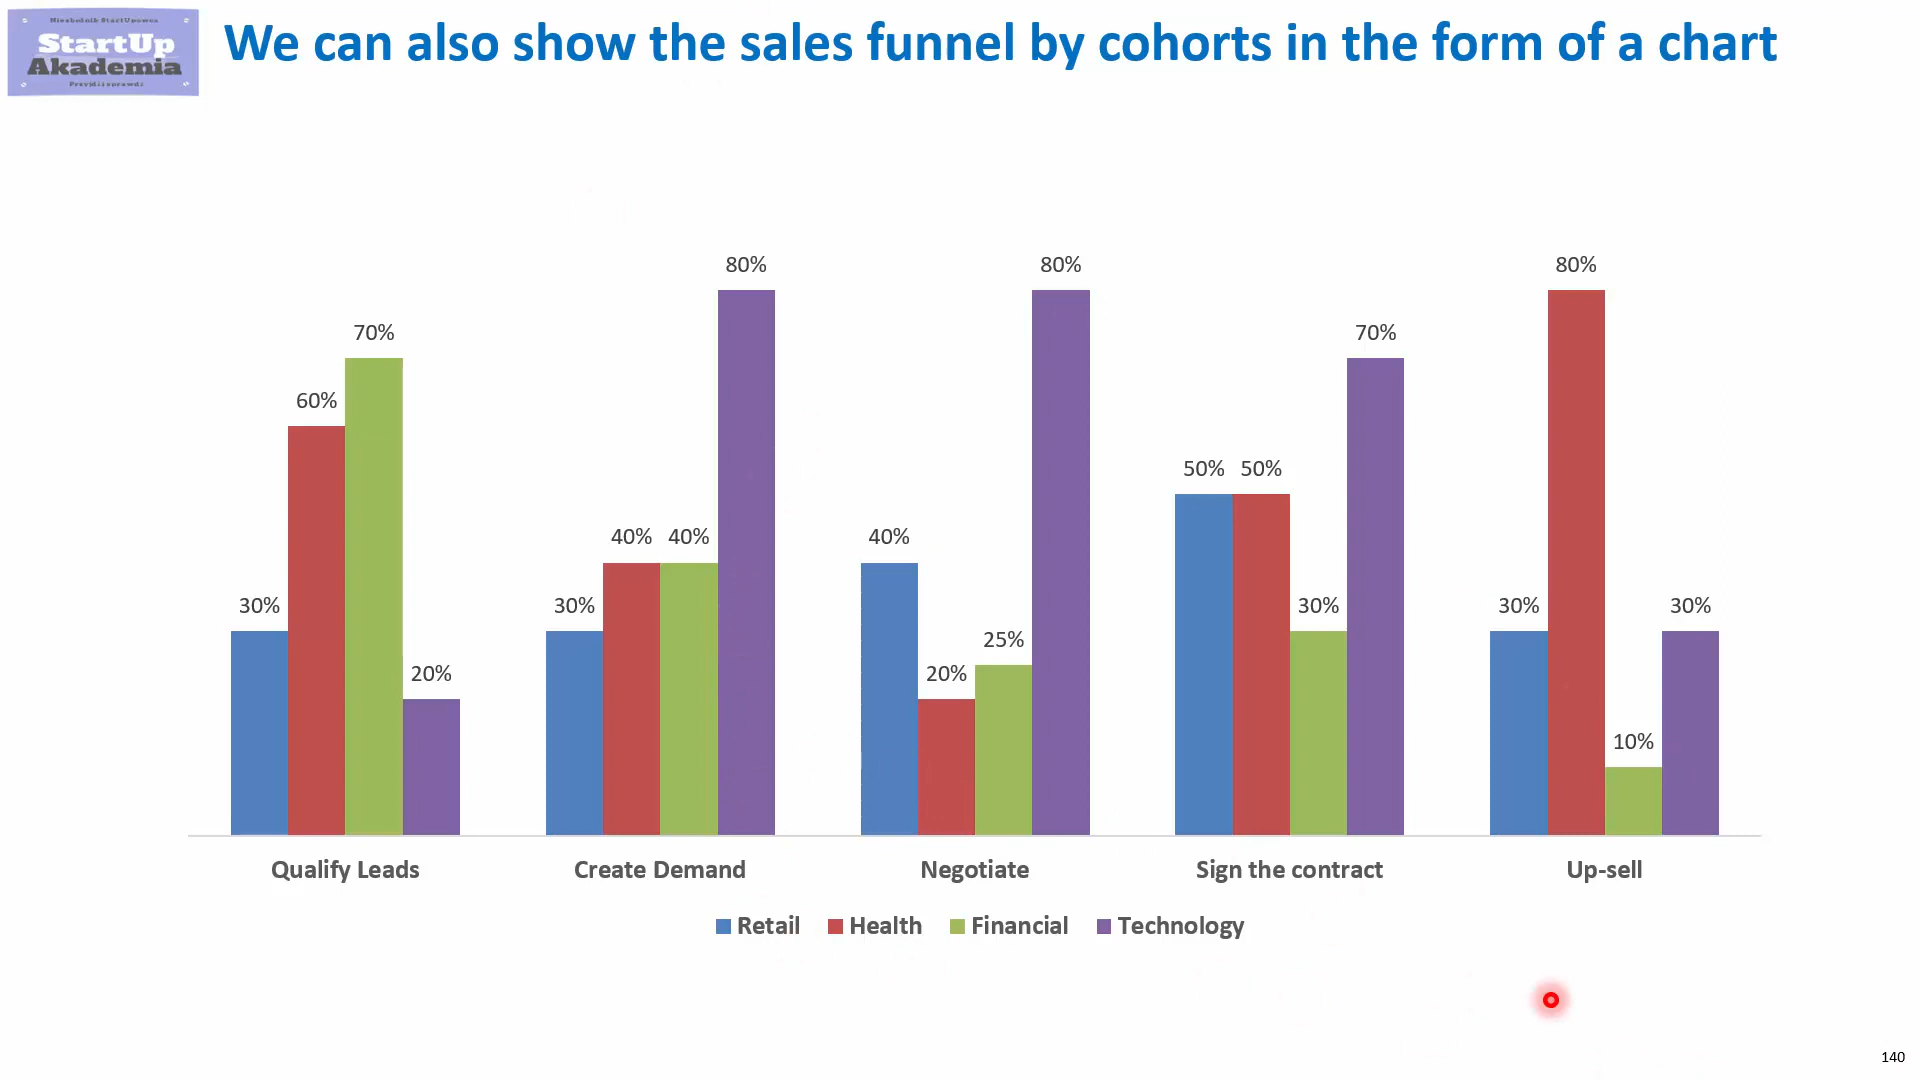 Niezbędnik StartUpowca
StartUp
Akademia
We can also show the sales funnel by cohorts in the form of a chart
80% 80% 80%
70% 70%
60%
50% 50%
40% 40% 40%
30% 30% 30% 30% 30%
25%
20% 20%
10%
Qualify Leads Create Demand Negotiate Sign the contract Up-sell
Retail Health Financial Technology
140